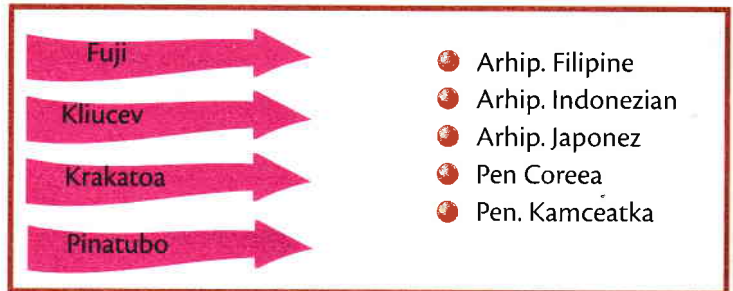 Fuji
Kliucev
Krakatoa
Pinatubo
Arhip. Filipine
Arhip. Indonezian
Arhip. Japonez
Pen Coreea
Pen. Kamceatka